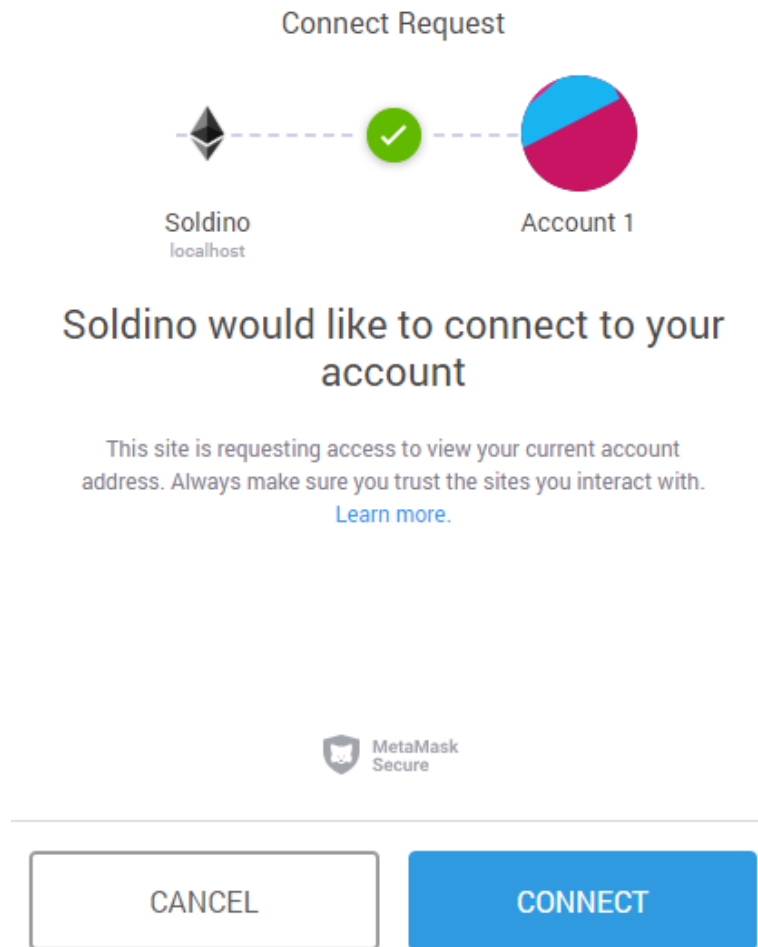 Connect Request
Soldino
localhost
Account 1
Soldino would like to connect to your
account
This site is requesting access to view your current account
address. Always make sure you trust the sites you interact with.
Learn more.
MetaMask
Secure
CANCEL
CONNECT